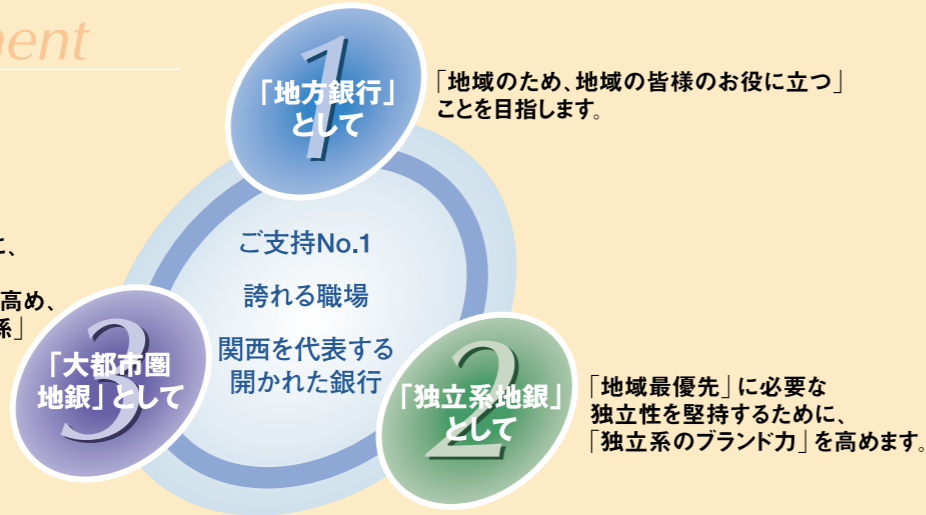 ment
1
「地方銀行」
として
「地域のため、地域の皆様のお役に立つ」
ことを目指します。
ご支持No.1
誇れる職場
関西を代表する
開かれた銀行
2
「独立系地銀」
として
「地域最優先」に必要な
独立性を堅持するために、
「独立系のブランド力」を高めます。
3
「大都市圏
地銀」として
に、
高め、
係」